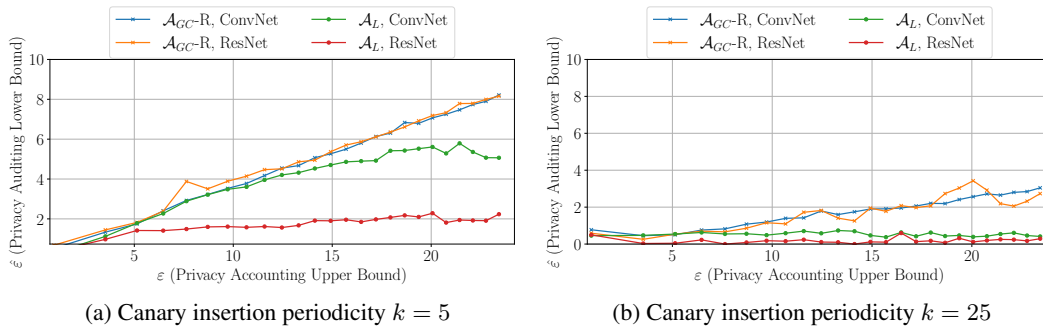 𝒜_GC-R, ConvNet 𝒜_L, ConvNet
𝒜_GC-R, ResNet 𝒜_L, ResNet
10
8
6
4
2
ε̂ (Privacy Auditing Lower Bound)
5 10 15 20
ε (Privacy Accounting Upper Bound)
(a) Canary insertion periodicity k = 5
𝒜_GC-R, ConvNet 𝒜_L, ConvNet
𝒜_GC-R, ResNet 𝒜_L, ResNet
10
8
6
4
2
0
ε̂ (Privacy Auditing Lower Bound)
5 10 15 20
ε (Privacy Accounting Upper Bound)
(b) Canary insertion periodicity k = 25